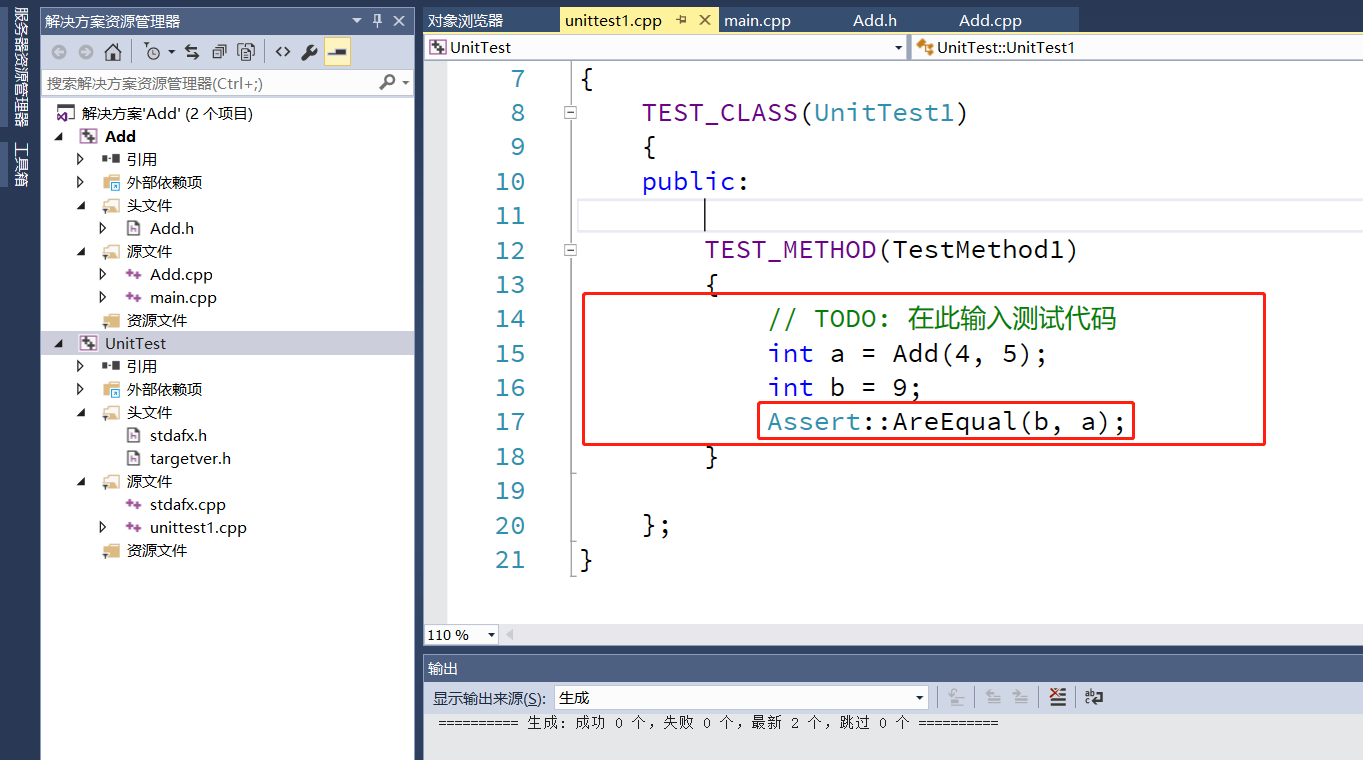 服务器资源管理器
工具箱
解决方案资源管理器
搜索解决方案资源管理器(Ctrl+;)
解决方案'Add' (2 个项目)
Add
引用
外部依赖项
头文件
Add.h
源文件
Add.cpp
main.cpp
资源文件
UnitTest
引用
外部依赖项
头文件
stdafx.h
targetver.h
源文件
stdafx.cpp
unittest1.cpp
资源文件
对象浏览器 unittest1.cpp main.cpp Add.h Add.cpp
UnitTest UnitTest::UnitTest1
7 {
8 TEST_CLASS(UnitTest1)
9 {
10 public:
11
12 TEST_METHOD(TestMethod1)
13 {
14 // TODO: 在此输入测试代码
15 int a = Add(4, 5);
16 int b = 9;
17 Assert::AreEqual(b, a);
18 }
19
20 };
21 }
110 %
输出
显示输出来源(S): 生成
========== 生成: 成功 0 个，失败 0 个，最新 2 个，跳过 0 个 ==========